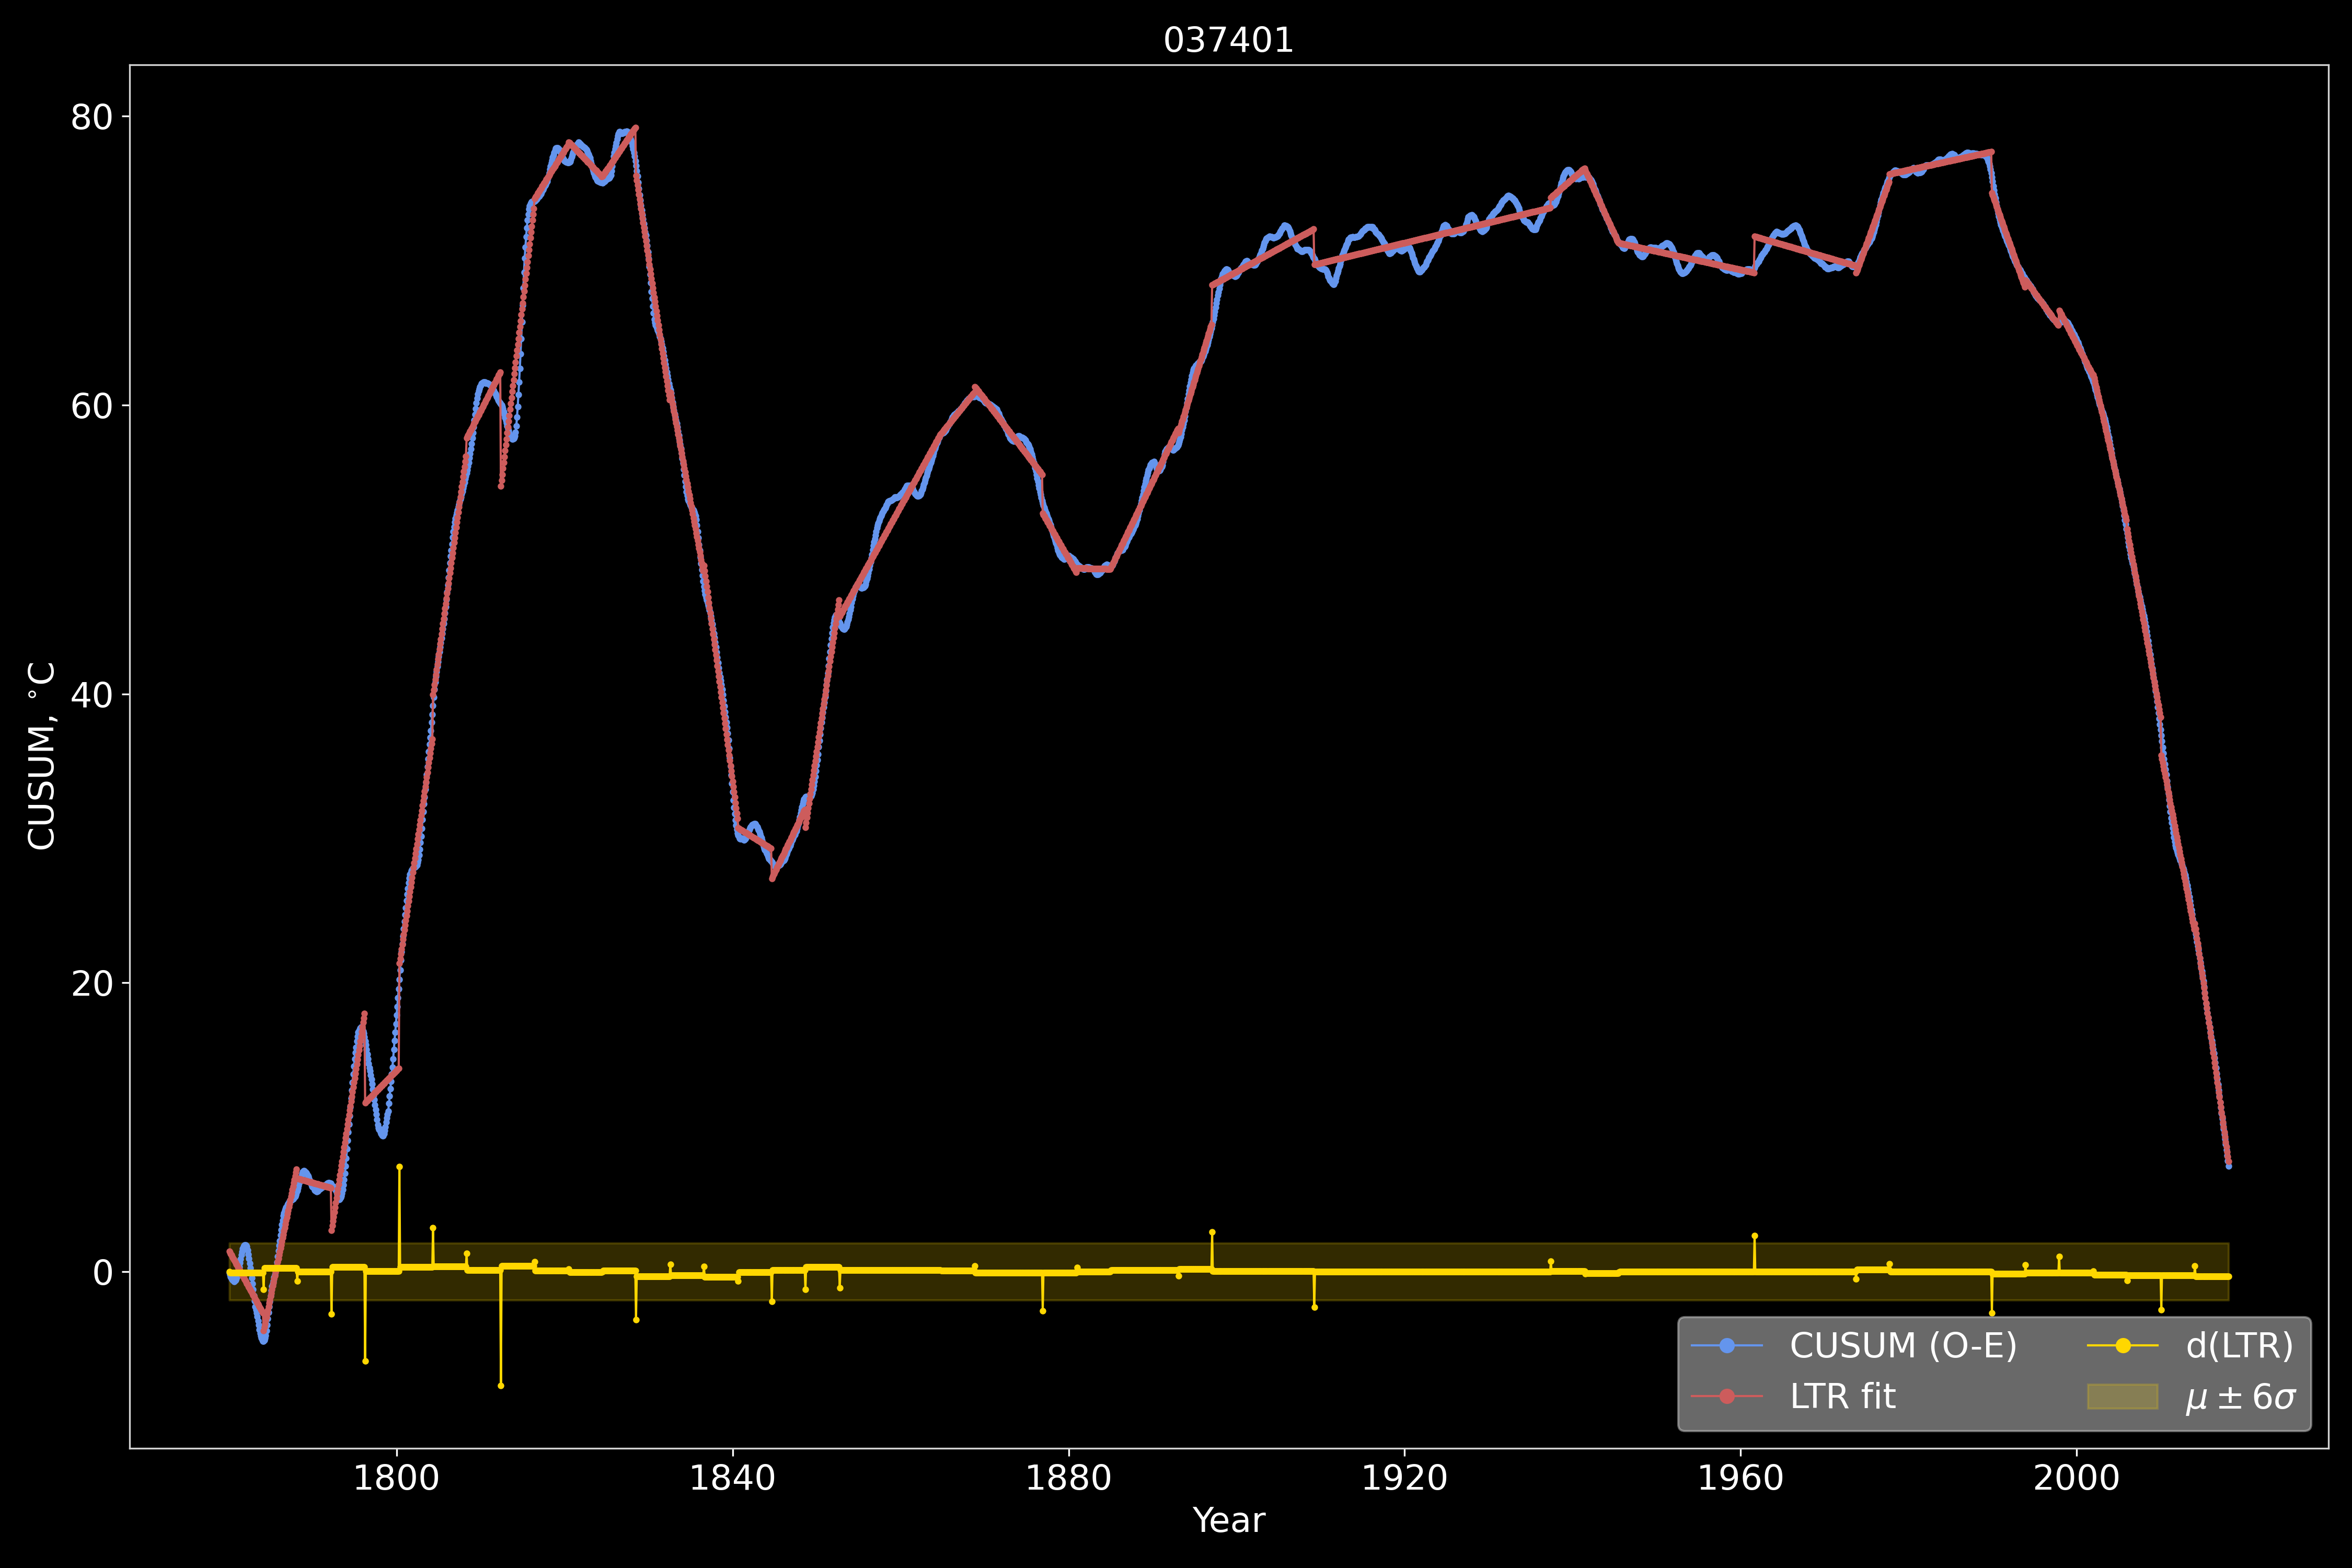 037401
80
60
40
20
0
CUSUM, °C
1800 1840 1880 1920 1960 2000
Year
CUSUM (O-E)
LTR fit
d(LTR)
μ ± 6σ